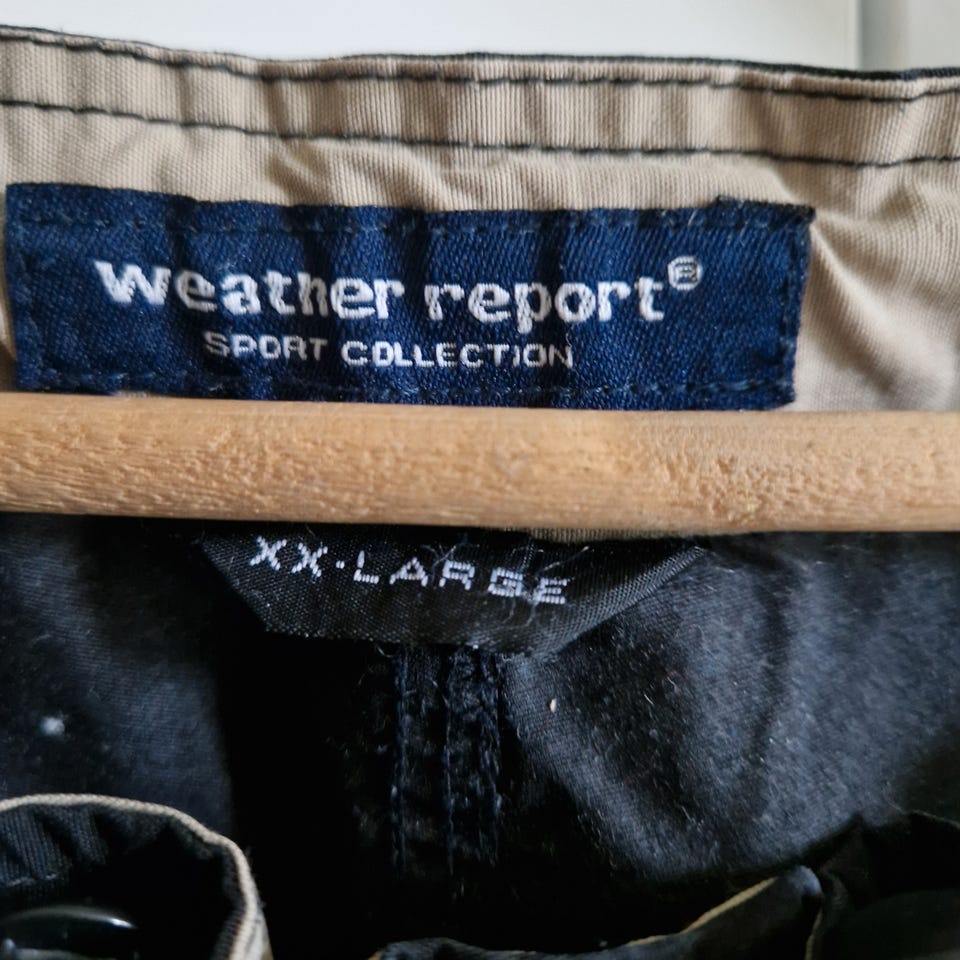 weather report®
SPORT COLLECTION
XX-LARGE